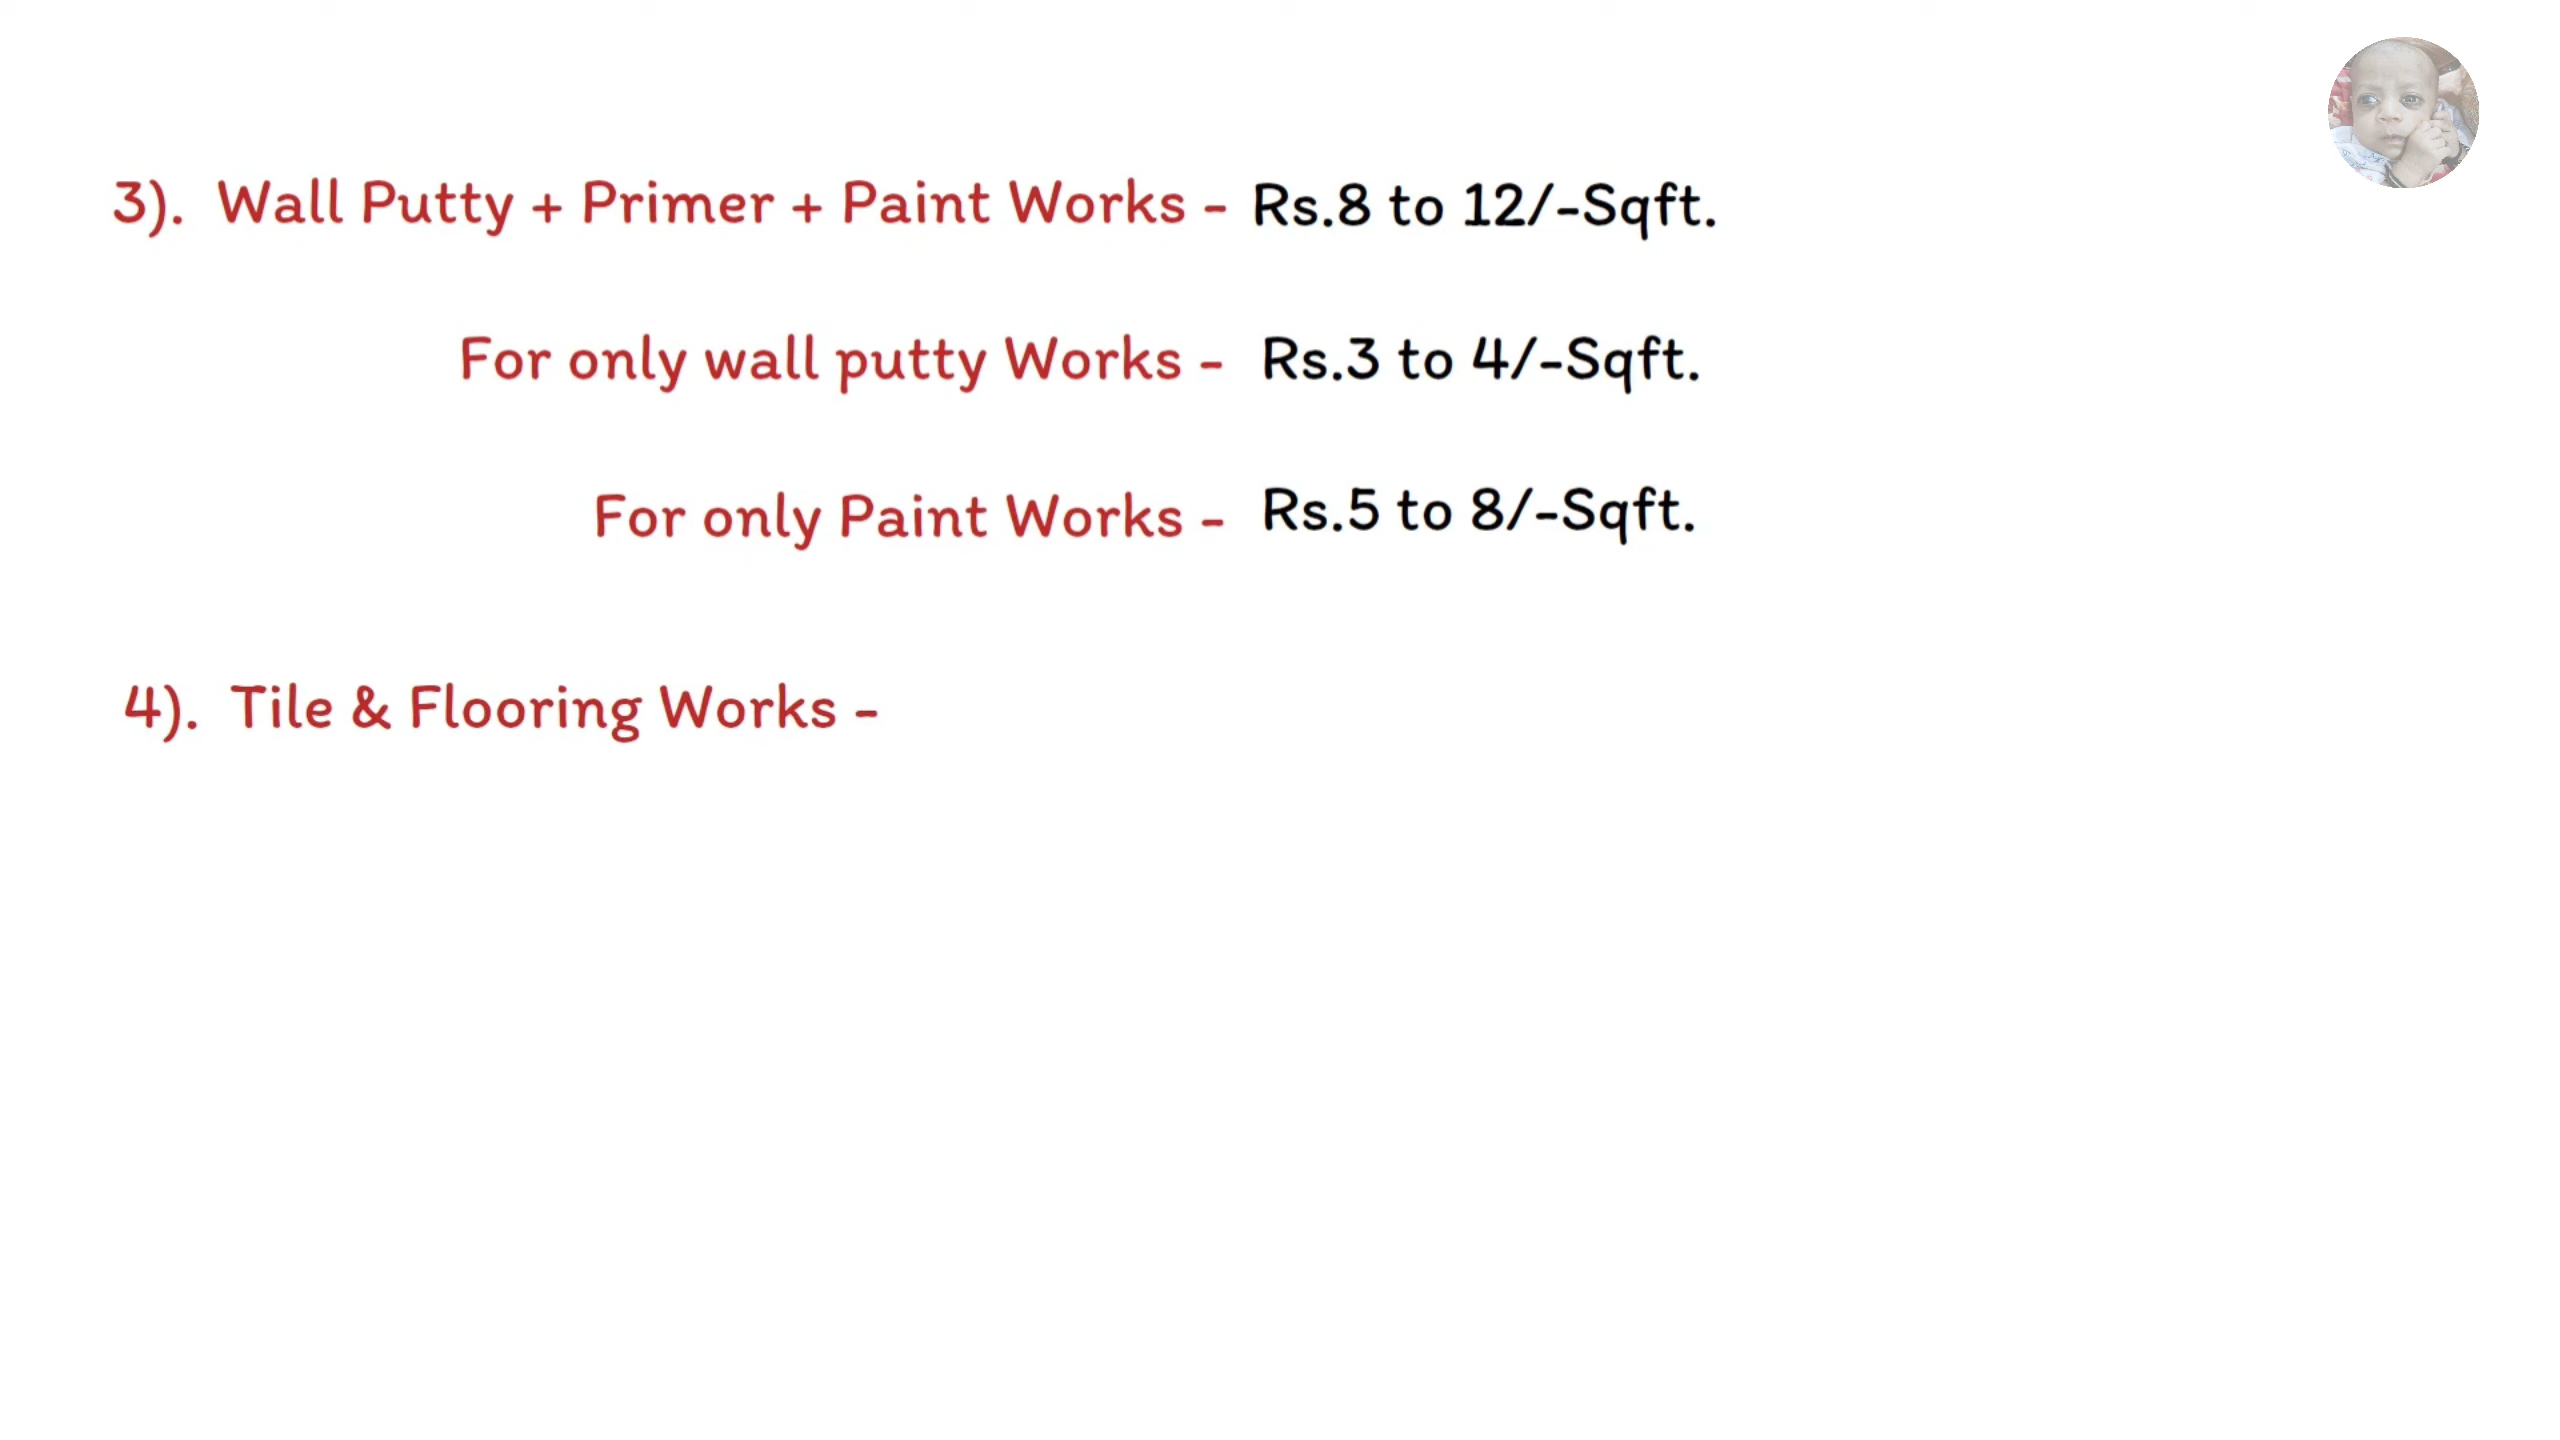 3). Wall Putty + Primer + Paint Works - Rs.8 to 12/-Sqft.
For only wall putty Works - Rs.3 to 4/-Sqft.
For only Paint Works - Rs.5 to 8/-Sqft.
4). Tile & Flooring Works -